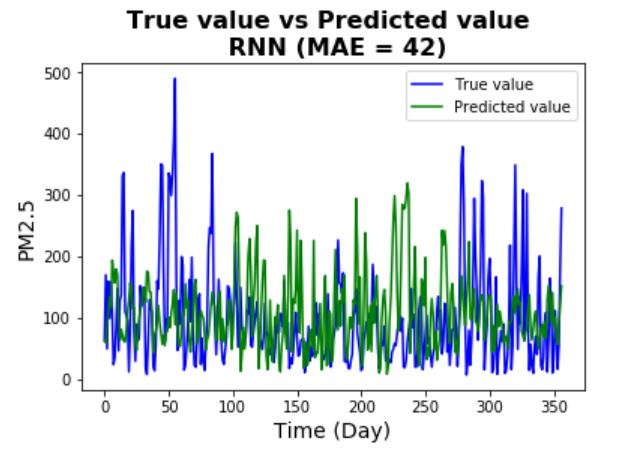 True value vs Predicted value
RNN (MAE = 42)
True value
Predicted value
500
400
300
200
100
0
PM2.5
0 50 100 150 200 250 300 350
Time (Day)